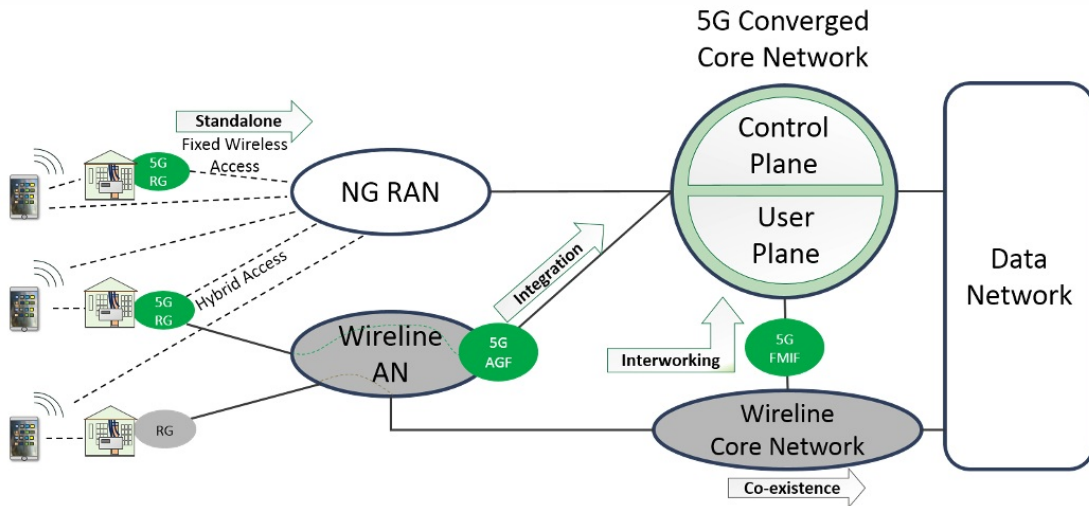 5G Converged
Core Network
Standalone
Fixed Wireless
Access
5G
RG
NG RAN
Control
Plane
User
Plane
Data
Network
Hybrid Access
5G
RG
Integration
Wireline
AN
5G
AGF
Interworking
5G
FMIF
RG
Wireline
Core Network
Co-existence